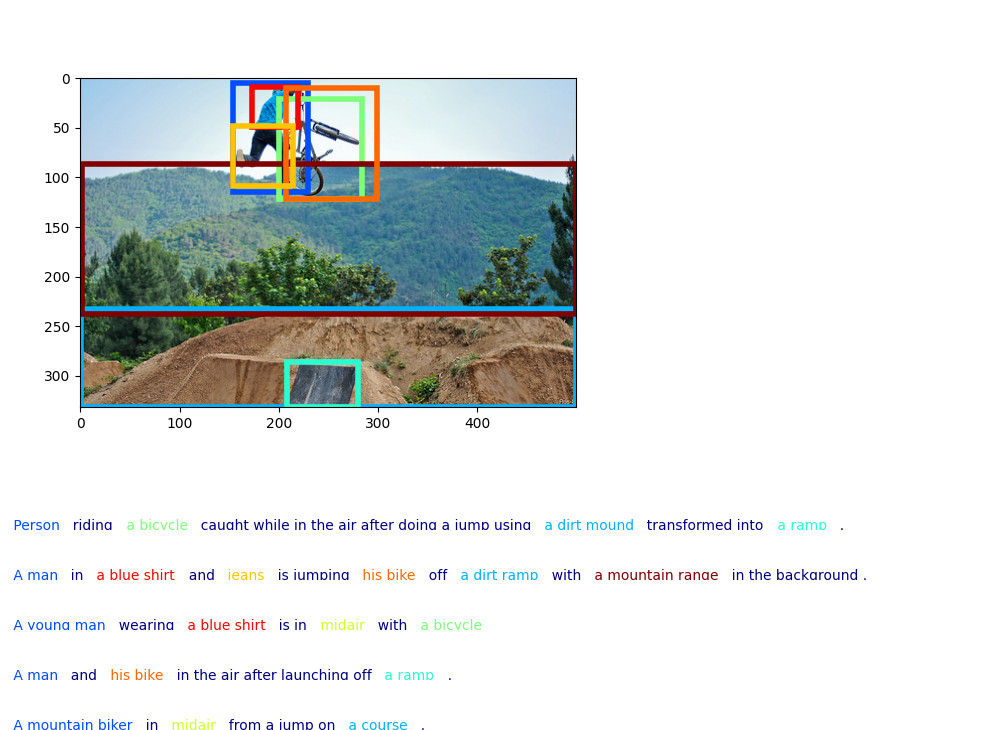 0
50
100
150
200
250
300
0 100 200 300 400
Person riding a bicycle caught while in the air after doing a jump using a dirt mound transformed into a ramp .
A man in a blue shirt and jeans is jumping his bike off a dirt ramp with a mountain range in the background .
A young man wearing a blue shirt is in midair with a bicycle
A man and his bike in the air after launching off a ramp .
A mountain biker in midair from a jump on a course .